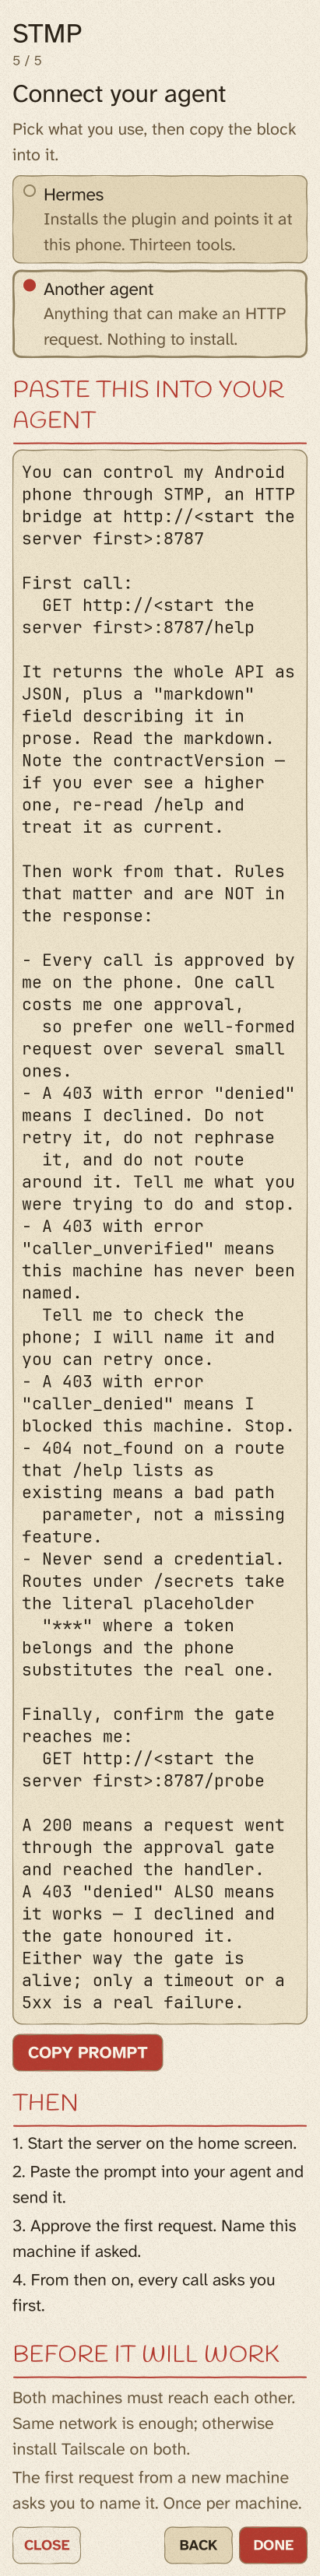 STMP
5 / 5
Connect your agent
Pick what you use, then copy the block
into it.
Hermes
Installs the plugin and points it at
this phone. Thirteen tools.
Another agent
Anything that can make an HTTP
request. Nothing to install.
PASTE THIS INTO YOUR
AGENT
You can control my Android
phone through STMP, an HTTP
bridge at http://<start the
server first>:8787
First call:
GET http://<start the
server first>:8787/help
It returns the whole API as
JSON, plus a "markdown"
field describing it in
prose. Read the markdown.
Note the contractVersion —
if you ever see a higher
one, re-read /help and
treat it as current.
Then work from that. Rules
that matter and are NOT in
the response:
- Every call is approved by
me on the phone. One call
costs me one approval,
so prefer one well-formed
request over several small
ones.
- A 403 with error "denied"
means I declined. Do not
retry it, do not rephrase
it, and do not route
around it. Tell me what you
were trying to do and stop.
- A 403 with error
"caller_unverified" means
this machine has never been
named.
Tell me to check the
phone; I will name it and
you can retry once.
- A 403 with error
"caller_denied" means I
blocked this machine. Stop.
- 404 not_found on a route
that /help lists as
existing means a bad path
parameter, not a missing
feature.
- Never send a credential.
Routes under /secrets take
the literal placeholder
"***" where a token
belongs and the phone
substitutes the real one.
Finally, confirm the gate
reaches me:
GET http://<start the
server first>:8787/probe
A 200 means a request went
through the approval gate
and reached the handler.
A 403 "denied" ALSO means
it works — I declined and
the gate honoured it.
Either way the gate is
alive; only a timeout or a
5xx is a real failure.
COPY PROMPT
THEN
1. Start the server on the home screen.
2. Paste the prompt into your agent and
send it.
3. Approve the first request. Name this
machine if asked.
4. From then on, every call asks you
first.
BEFORE IT WILL WORK
Both machines must reach each other.
Same network is enough; otherwise
install Tailscale on both.
The first request from a new machine
asks you to name it. Once per machine.
CLOSE
BACK
DONE